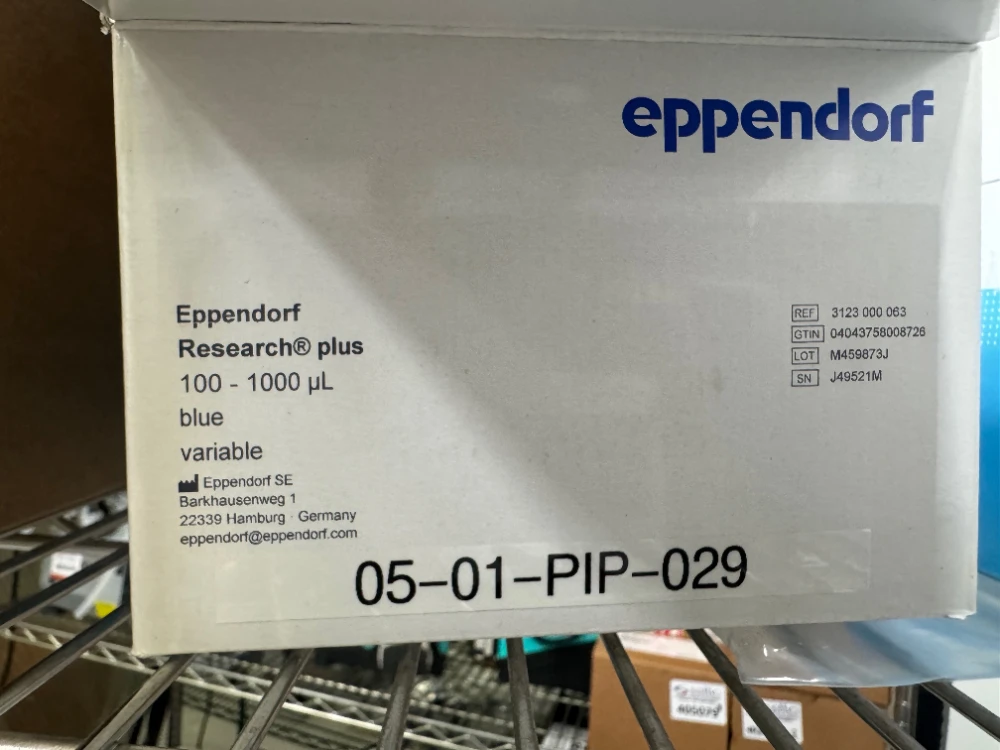 eppendorf
Eppendorf
Research® plus
100 - 1000 µL
blue
variable
Eppendorf SE
Barkhausenweg 1
22339 Hamburg · Germany
eppendorf@eppendorf.com
REF 3123 000 063
GTIN 04043758008726
LOT M459873J
SN J49521M
05-01-PIP-029